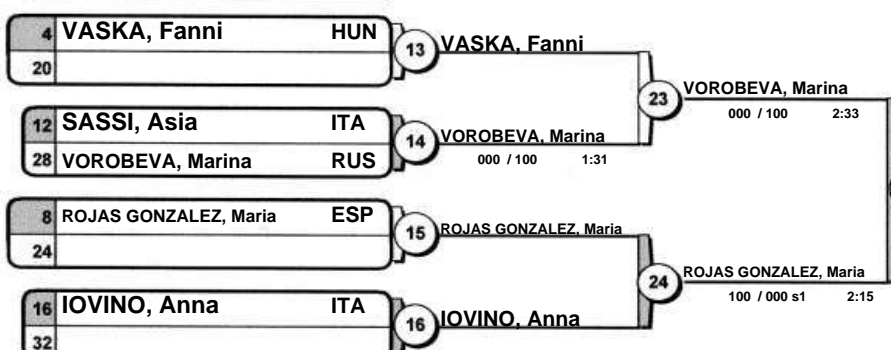 4 VASKA, Fanni HUN
20
13 VASKA, Fanni
12 SASSI, Asia ITA
28 VOROBEVA, Marina RUS
14 VOROBEVA, Marina
000 / 100 1:31
23 VOROBEVA, Marina
000 / 100 2:33
8 ROJAS GONZALEZ, Maria ESP
24
15 ROJAS GONZALEZ, Maria
16 IOVINO, Anna ITA
32
16 IOVINO, Anna
24 ROJAS GONZALEZ, Maria
100 / 000 s1 2:15